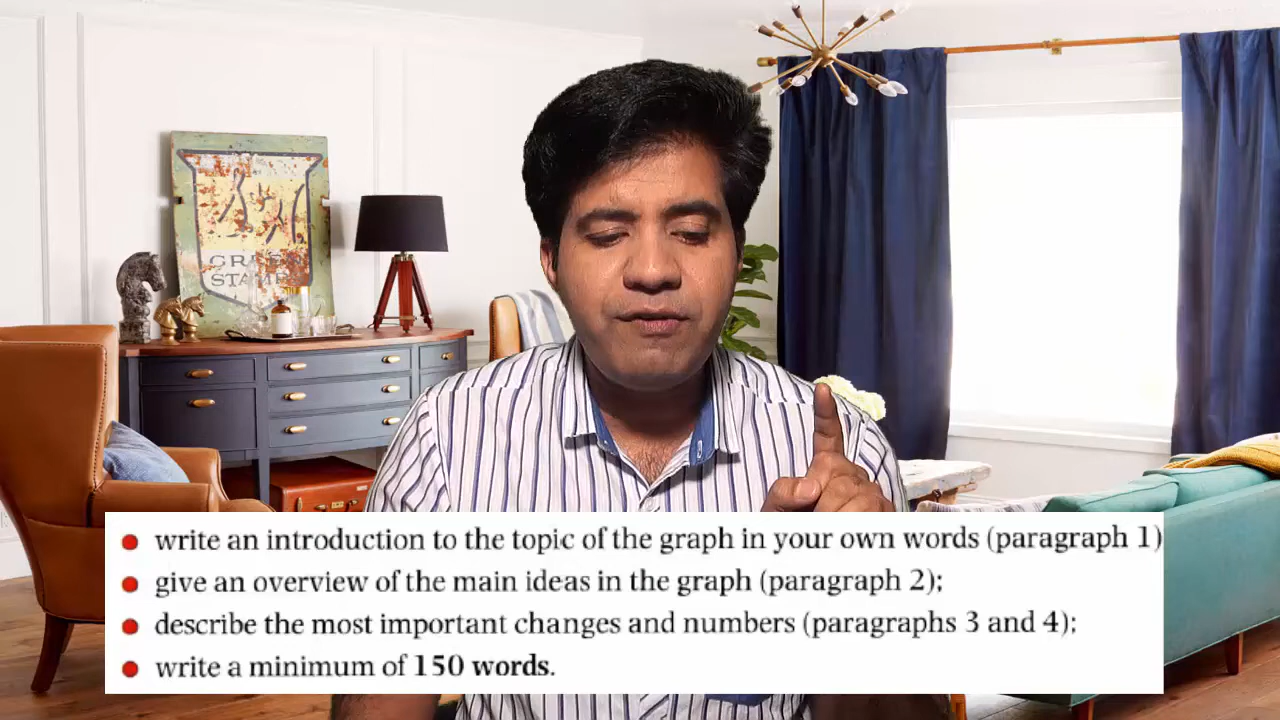 GREEN
STAMPS
write an introduction to the topic of the graph in your own words (paragraph 1)
give an overview of the main ideas in the graph (paragraph 2);
describe the most important changes and numbers (paragraphs 3 and 4);
write a minimum of 150 words.